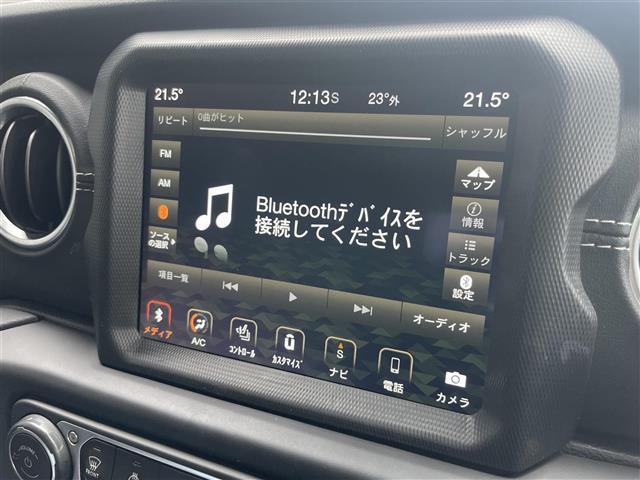 21.5°
12:13S
23°外
21.5°
リピート
0曲がヒット
シャッフル
FM
AM
ソース
の選択
Bluetoothデバイスを
接続してください
マップ
情報
トラック
設定
項目一覧
オーディオ
メディア
A/C
コントロール
カスタマイズ
S
ナビ
電話
カメラ
FRONT